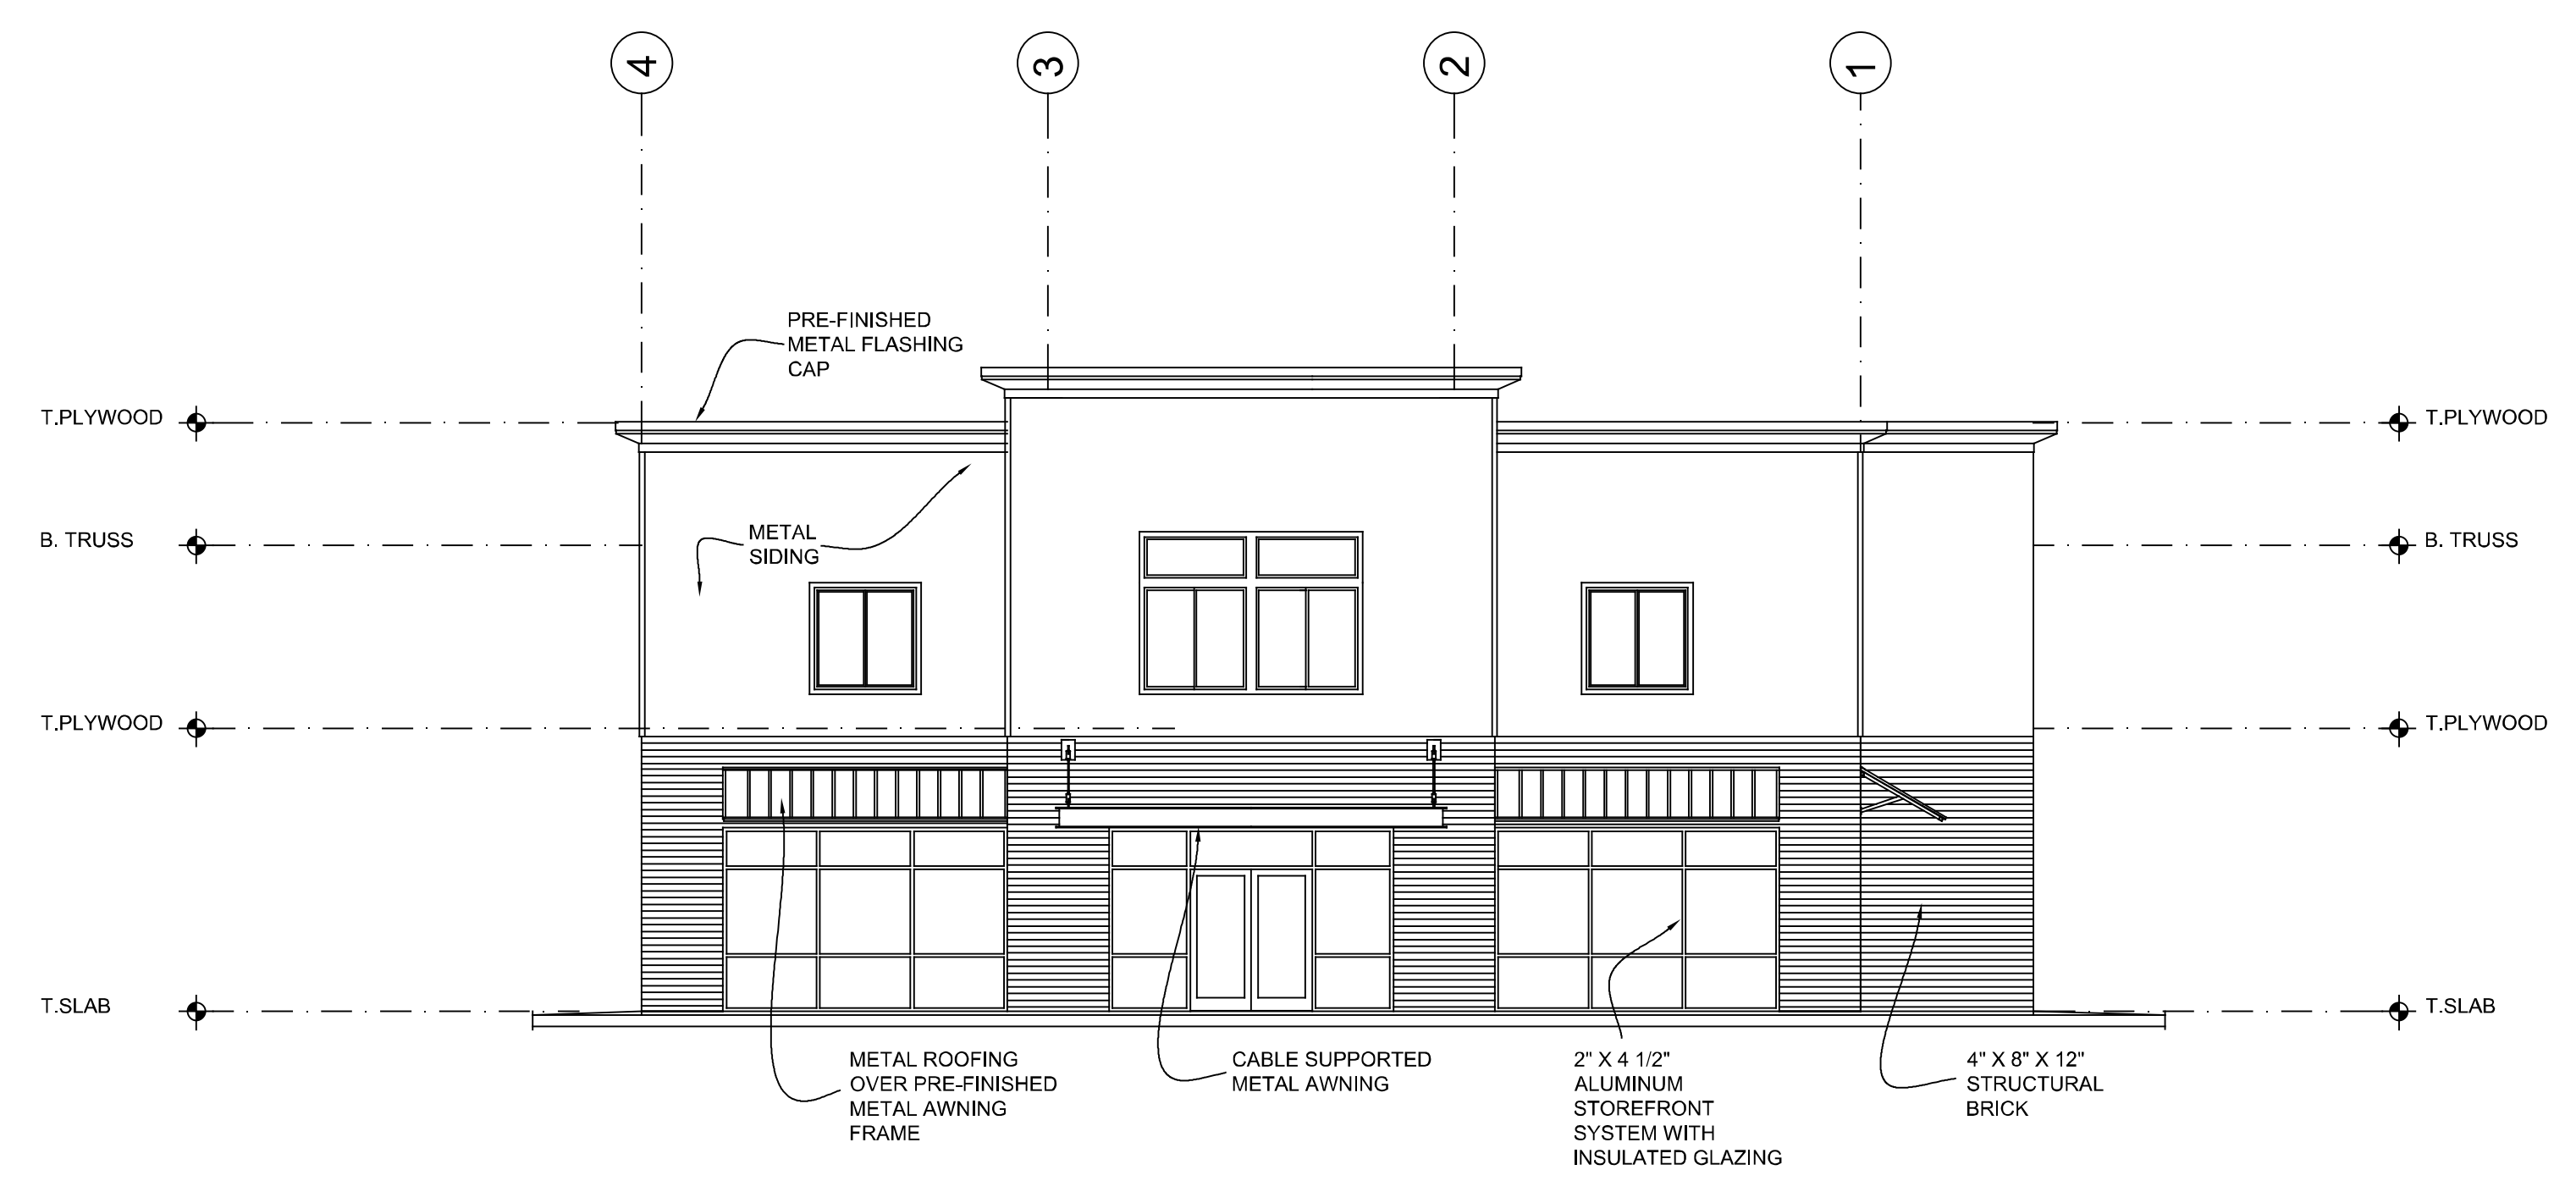 4
3
2
1
PRE-FINISHED
METAL FLASHING
CAP
T.PLYWOOD
T.PLYWOOD
METAL
SIDING
B. TRUSS
B. TRUSS
T.PLYWOOD
T.PLYWOOD
T.SLAB
T.SLAB
METAL ROOFING
OVER PRE-FINISHED
METAL AWNING
FRAME
CABLE SUPPORTED
METAL AWNING
2" X 4 1/2"
ALUMINUM
STOREFRONT
SYSTEM WITH
INSULATED GLAZING
4" X 8" X 12"
STRUCTURAL
BRICK